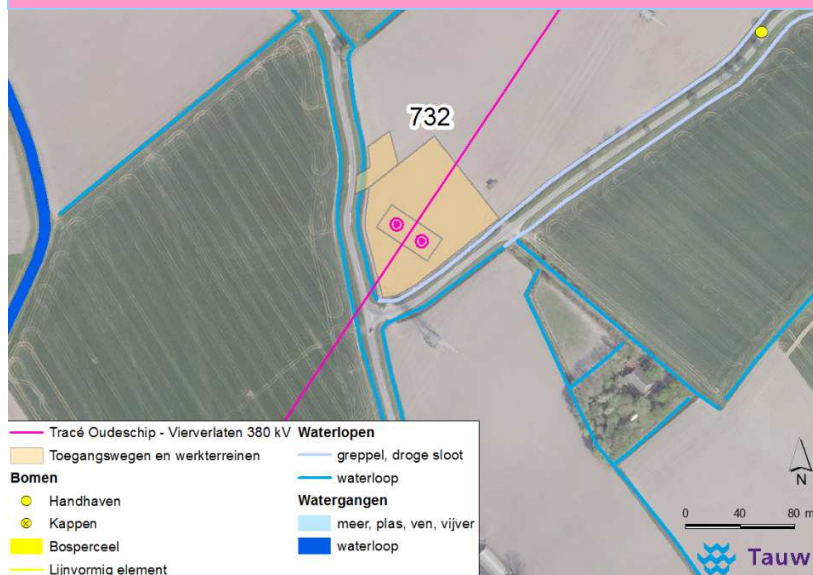 732
Tracé Oudeschip - Vierverlaten 380 kV
Toegangswegen en werkterreinen
Bomen
Handhaven
Kappen
Bosperceel
Lijnvormig element
Waterlopen
greppel, droge sloot
waterloop
Watergangen
meer, plas, ven, vijver
waterloop
N
0 40 80 m
Tauw